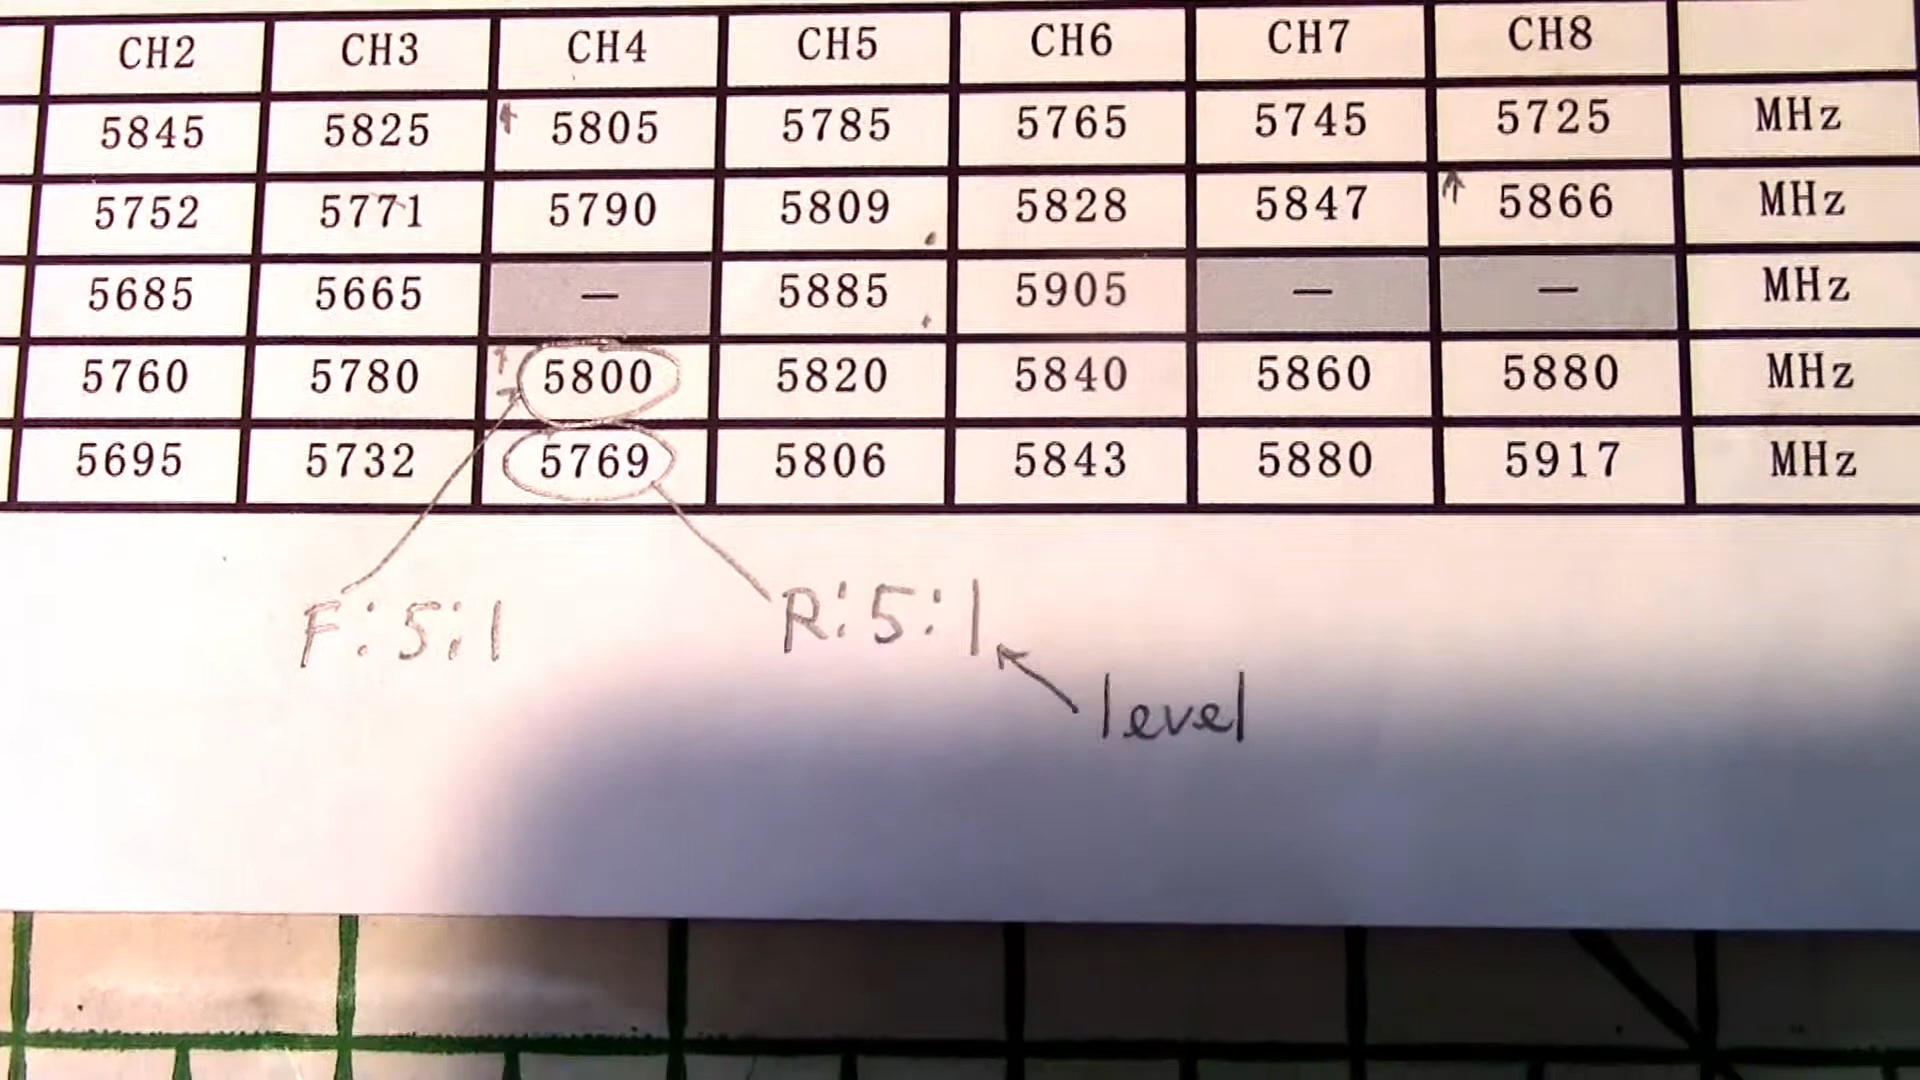 CH2 CH3 CH4 CH5 CH6 CH7 CH8
5845 5825 5805 5785 5765 5745 5725 MHz
5752 5771 5790 5809 5828 5847 5866 MHz
5685 5665 — 5885 5905 — — MHz
5760 5780 5800 5820 5840 5860 5880 MHz
5695 5732 5769 5806 5843 5880 5917 MHz
F:5:1 R:5:1
level